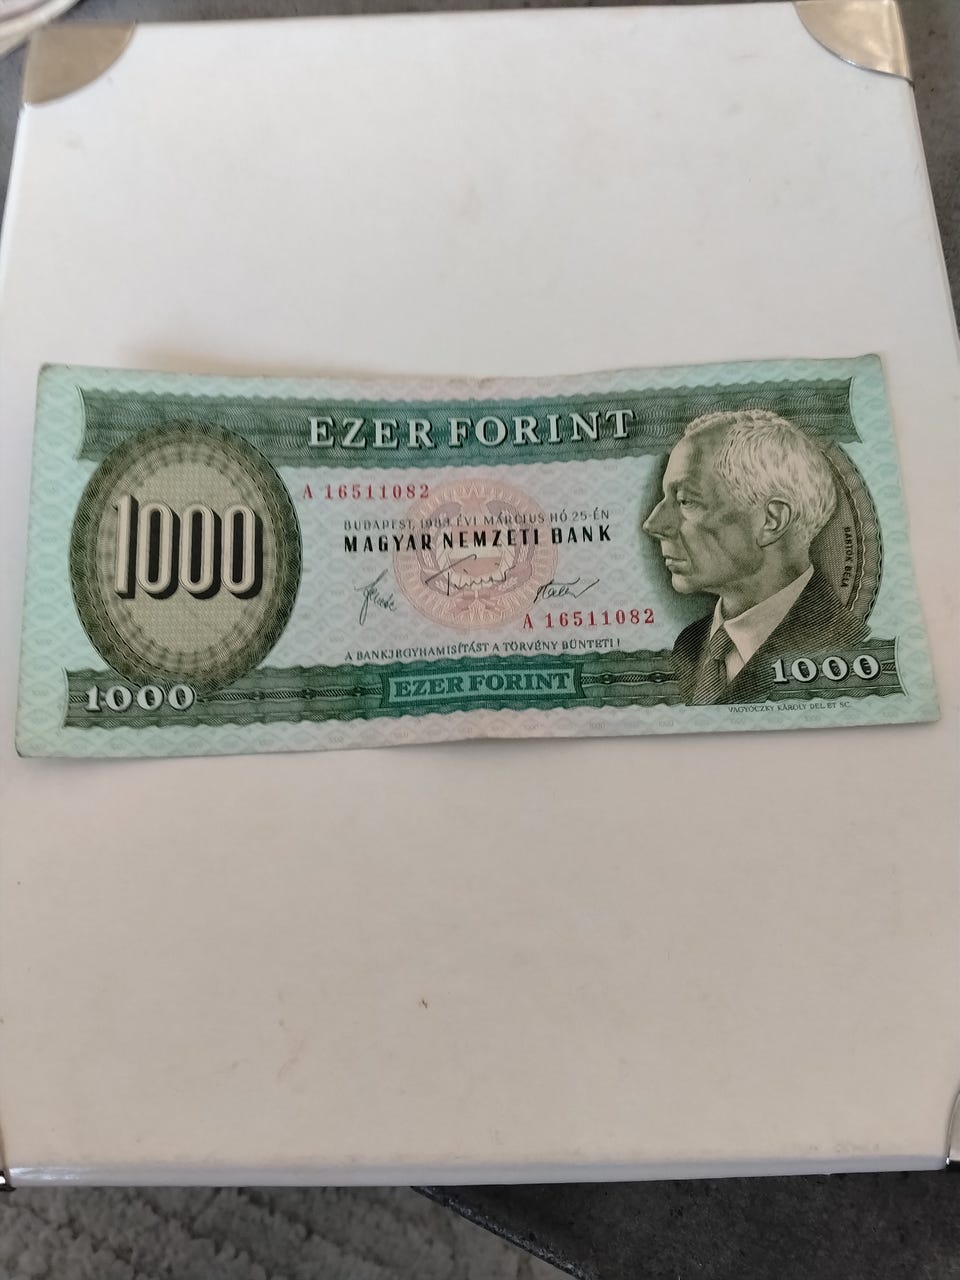 EZER FORINT
A 16511082
BUDAPEST, 1983. ÉVI MÁRCIUS HÓ 25-ÉN
MAGYAR NEMZETI BANK
1000
A 16511082
BARTÓK BÉLA
A BANKJEGYHAMISÍTÁST A TÖRVÉNY BÜNTETI!
1000
EZER FORINT
1000
VAGYÓCZKY KÁROLY DEL. ET SC.